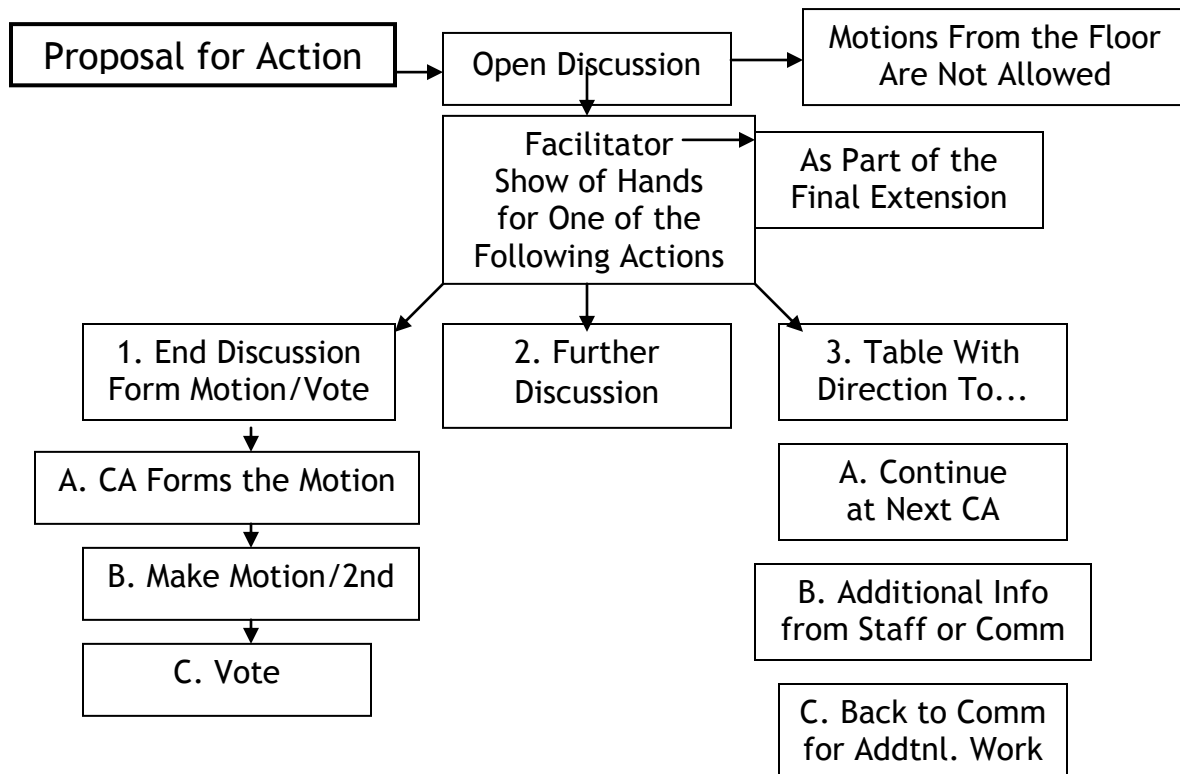 Proposal for Action
Open Discussion
Motions From the Floor
Are Not Allowed
Facilitator
Show of Hands
for One of the
Following Actions
As Part of the
Final Extension
1. End Discussion
Form Motion/Vote
2. Further
Discussion
3. Table With
Direction To...
A. CA Forms the Motion
B. Make Motion/2nd
C. Vote
A. Continue
at Next CA
B. Additional Info
from Staff or Comm
C. Back to Comm
for Addtnl. Work